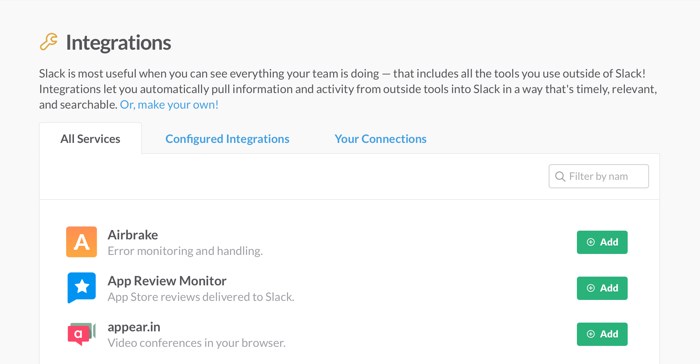 Integrations
Slack is most useful when you can see everything your team is doing — that includes all the tools you use outside of Slack!
Integrations let you automatically pull information and activity from outside tools into Slack in a way that's timely, relevant,
and searchable. Or, make your own!
All Services Configured Integrations Your Connections
Filter by nam
A Airbrake
Error monitoring and handling.
Add
App Review Monitor
App Store reviews delivered to Slack.
Add
a appear.in
Video conferences in your browser.
Add